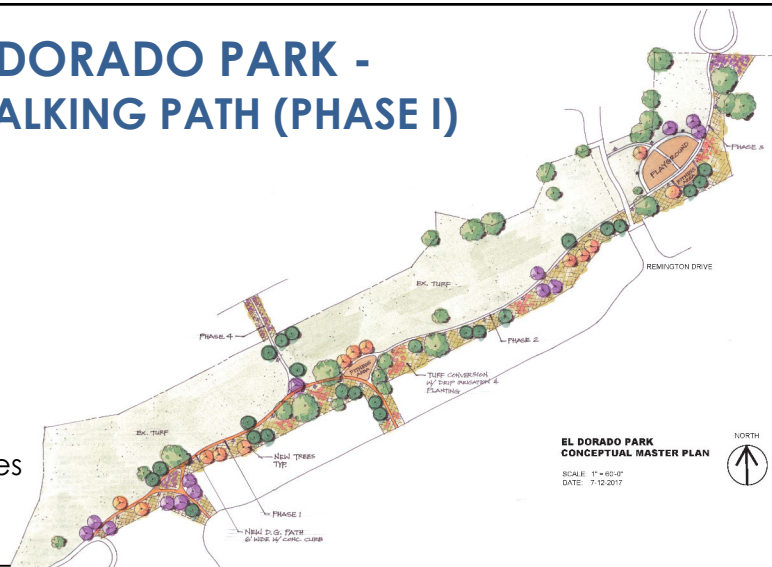 DORADO PARK -
ALKING PATH (PHASE I)
PHASE 3
PLAYGROUND
REMINGTON DRIVE
EX. TURF
PHASE 4
PHASE 2
TURF CONVERSION
W/ DRIP IRRIGATION &
PLANTING
EX. TURF
NEW TREES
TYP.
es
PHASE 1
NEW D.G. PATH
6' WIDE W/ CONC. CURB
EL DORADO PARK
CONCEPTUAL MASTER PLAN
SCALE: 1" = 60'-0"
DATE: 7-12-2017
NORTH